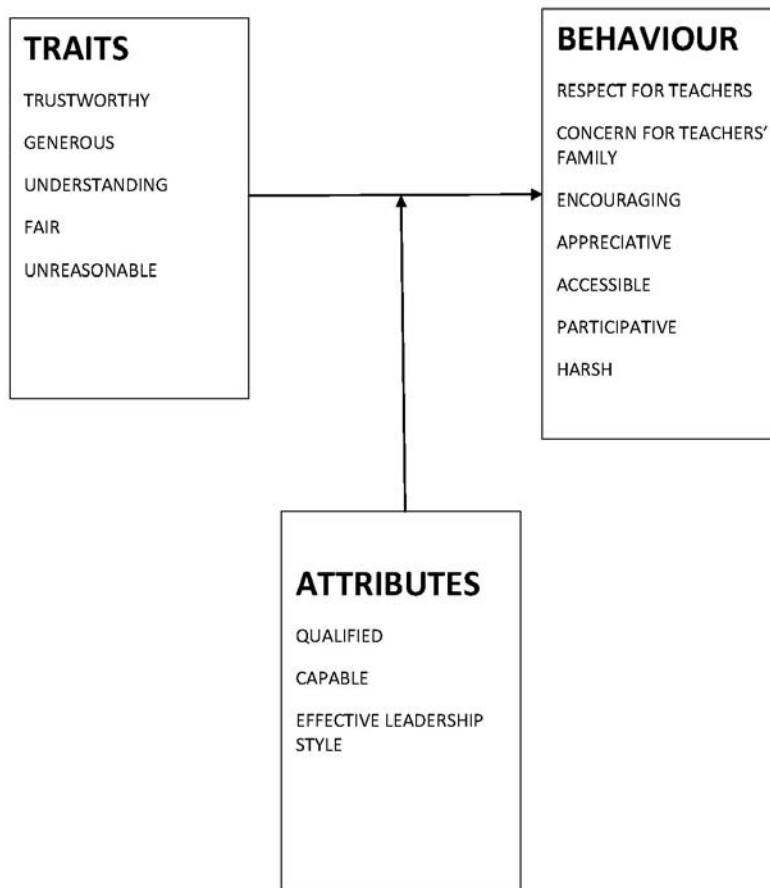 TRAITS
TRUSTWORTHY
GENEROUS
UNDERSTANDING
FAIR
UNREASONABLE
BEHAVIOUR
RESPECT FOR TEACHERS
CONCERN FOR TEACHERS’
FAMILY
ENCOURAGING
APPRECIATIVE
ACCESSIBLE
PARTICIPATIVE
HARSH
ATTRIBUTES
QUALIFIED
CAPABLE
EFFECTIVE LEADERSHIP
STYLE